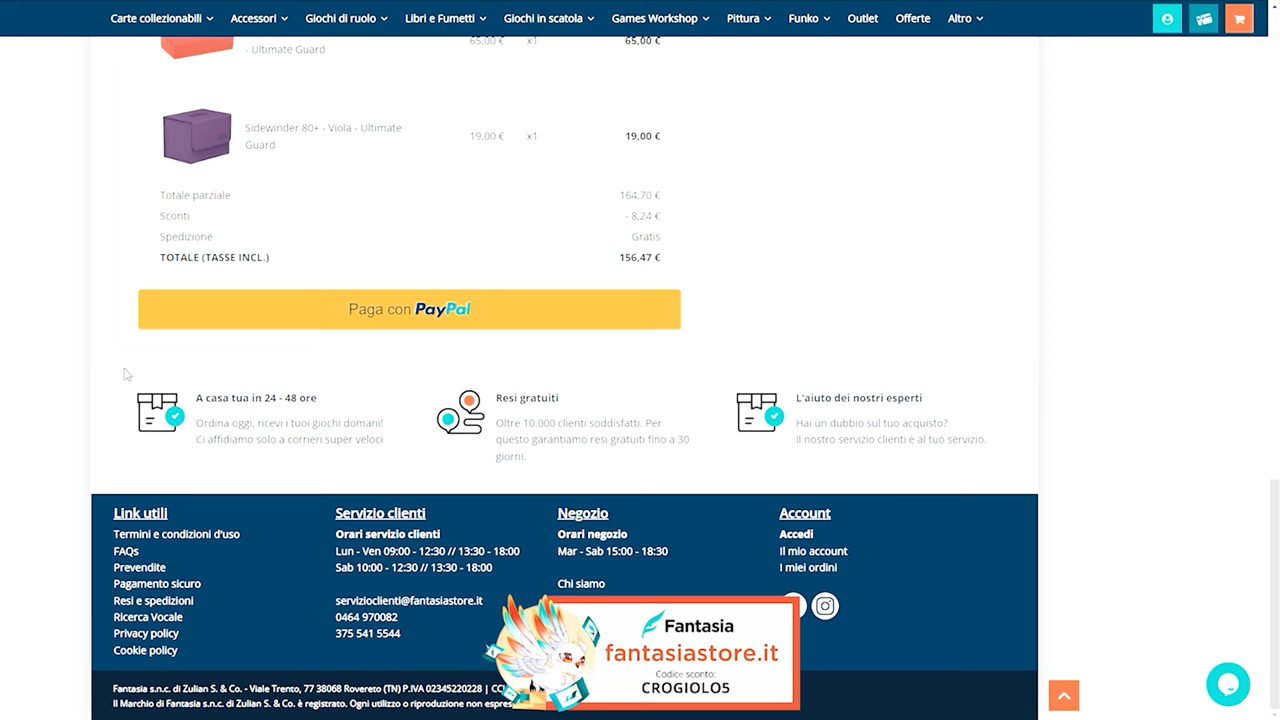 Carte collezionabili Accessori Giochi di ruolo Libri e Fumetti Giochi in scatola Games Workshop Pittura Funko Outlet Offerte Altro
- Ultimate Guard 65,00 € x1 65,00 €
Sidewinder 80+ - Viola - Ultimate
Guard
19,00 € x1 19,00 €
Totale parziale 164,70 €
Sconti - 8,24 €
Spedizione Gratis
TOTALE (TASSE INCL.) 156,47 €
Paga con PayPal
A casa tua in 24 - 48 ore
Ordina oggi, ricevi i tuoi giochi domani!
Ci affidiamo solo a corrieri super veloci
Resi gratuiti
Oltre 10.000 clienti soddisfatti. Per
questo garantiamo resi gratuiti fino a 30
giorni.
L'aiuto dei nostri esperti
Hai un dubbio sul tuo acquisto?
Il nostro servizio clienti è al tuo servizio.
Link utili
Termini e condizioni d'uso
FAQs
Prevendite
Pagamento sicuro
Resi e spedizioni
Ricerca Vocale
Privacy policy
Cookie policy
Servizio clienti
Orari servizio clienti
Lun - Ven 09:00 - 12:30 // 13:30 - 18:00
Sab 10:00 - 12:30 // 13:30 - 18:00
servizioclienti@fantasiastore.it
0464 970082
375 541 5544
Negozio
Orari negozio
Mar - Sab 15:00 - 18:30
Chi siamo
Account
Accedi
Il mio account
I miei ordini
Fantasia
fantasiastore.it
Codice sconto:
CROGIOLO5
Fantasia s.n.c. di Zulian S. & Co. - Viale Trento, 77 38068 Rovereto (TN) P.IVA 02345220228 |
Il Marchio di Fantasia s.n.c. di Zulian S. & Co. è registrato. Ogni utilizzo o riproduzione non